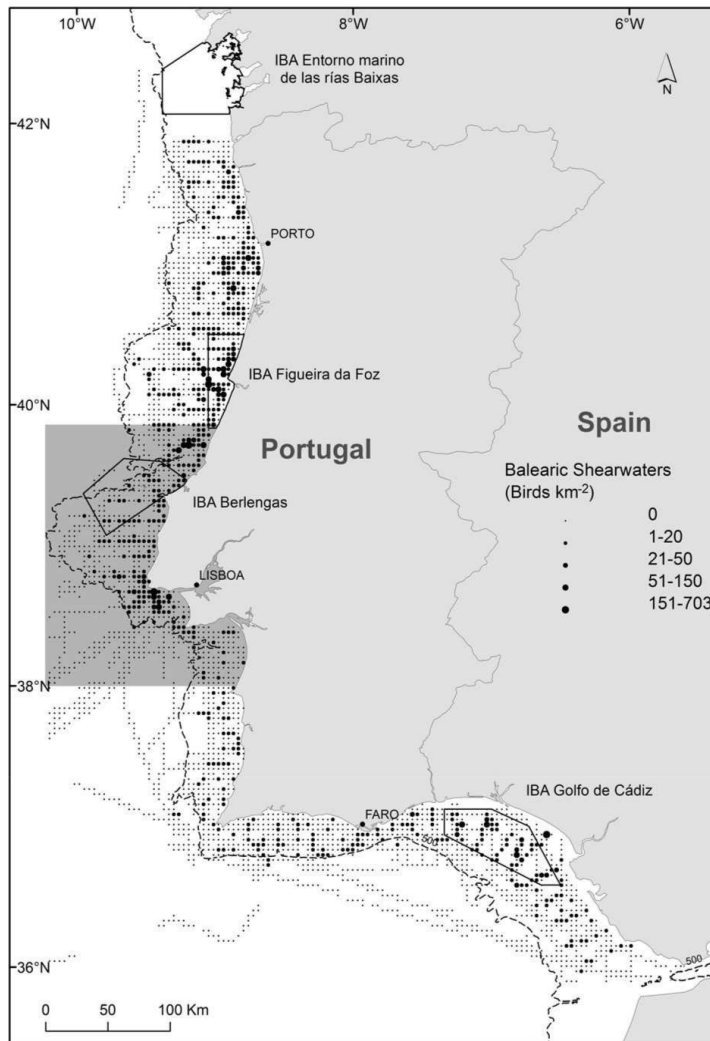 10°W
8°W
6°W
IBA Entorno marino
de las rías Baixas
N
42°N
PORTO
IBA Figueira da Foz
40°N
Portugal
Spain
Balearic Shearwaters
(Birds km-2)
0
1-20
21-50
51-150
151-703
IBA Berlengas
LISBOA
38°N
IBA Golfo de Cádiz
FARO
500
500
36°N
0 50 100 Km